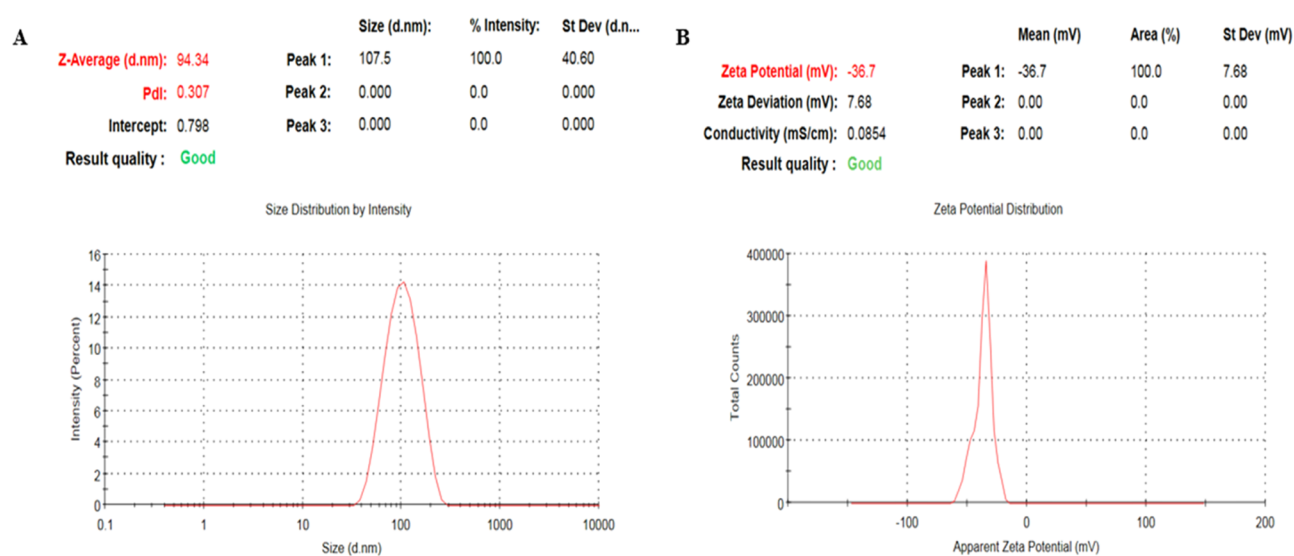 A
Size (d.nm): % Intensity: St Dev (d.n...
Z-Average (d.nm): 94.34 Peak 1: 107.5 100.0 40.60
PdI: 0.307 Peak 2: 0.000 0.0 0.000
Intercept: 0.798 Peak 3: 0.000 0.0 0.000
Result quality : Good
Size Distribution by Intensity
Intensity (Percent)
16
14
12
10
8
6
4
2
0
0.1 1 10 100 1000 10000
Size (d.nm)
B
Mean (mV) Area (%) St Dev (mV)
Zeta Potential (mV): -36.7 Peak 1: -36.7 100.0 7.68
Zeta Deviation (mV): 7.68 Peak 2: 0.00 0.0 0.00
Conductivity (mS/cm): 0.0854 Peak 3: 0.00 0.0 0.00
Result quality : Good
Zeta Potential Distribution
Total Counts
400000
300000
200000
100000
0
-100 0 100 200
Apparent Zeta Potential (mV)